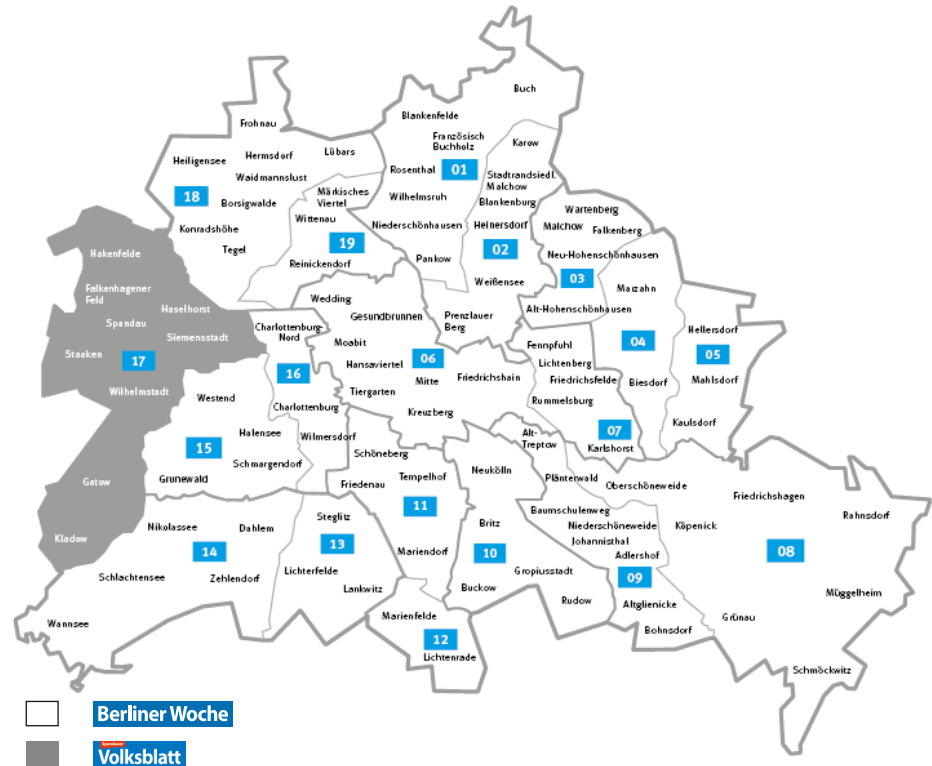 Buch
Blankenfelde
Frohnau
Französisch
Buchholz
Karow
Heiligensee
Hermsdorf
Lübars
Rosenthal
01
Stadtrandsiedl.
Malchow
Waidmannslust
18
Märkisches
Viertel
Wilhelmsruh
Blankenburg
Borsigwalde
Wartenberg
Wittenau
Malchow
Falkenberg
Konradshöhe
Niederschönhausen
Heinersdorf
19
02
Tegel
Hakenfelde
Pankow
Neu-Hohenschönhausen
Reinickendorf
03
Weißensee
Marzahn
Falkenhagener
Feld
Haselhorst
Wedding
Alt-Hohenschönhausen
Gesundbrunnen
Prenzlauer
Berg
Spandau
Charlottenburg-
Nord
Hellersdorf
Siemensstadt
Moabit
Fennpfuhl
04
Staaken
17
06
05
Hansaviertel
Lichtenberg
16
Mitte
Friedrichshain
Friedrichsfelde
Biesdorf
Mahlsdorf
Wilhelmstadt
Tiergarten
Westend
Rummelsburg
Charlottenburg
Kreuzberg
Kaulsdorf
Halensee
Wilmersdorf
Alt-
Treptow
07
15
Karlshorst
Schöneberg
Schmargendorf
Neukölln
Grunewald
Tempelhof
Plänterwald
Gatow
Friedenau
Oberschöneweide
Friedrichshagen
11
Baumschulenweg
Rahnsdorf
Steglitz
Nikolassee
Dahlem
Britz
Niederschöneweide
Köpenick
Kladow
13
Johannisthal
14
Mariendorf
10
Adlershof
08
Schlachtensee
Zehlendorf
Lichterfelde
Gropiusstadt
09
Lankwitz
Buckow
Müggelheim
Rudow
Altglienicke
Wannsee
Marienfelde
Grünau
Bohnsdorf
12
Lichtenrade
Schmöckwitz
Berliner Woche
Spandauer
Volksblatt